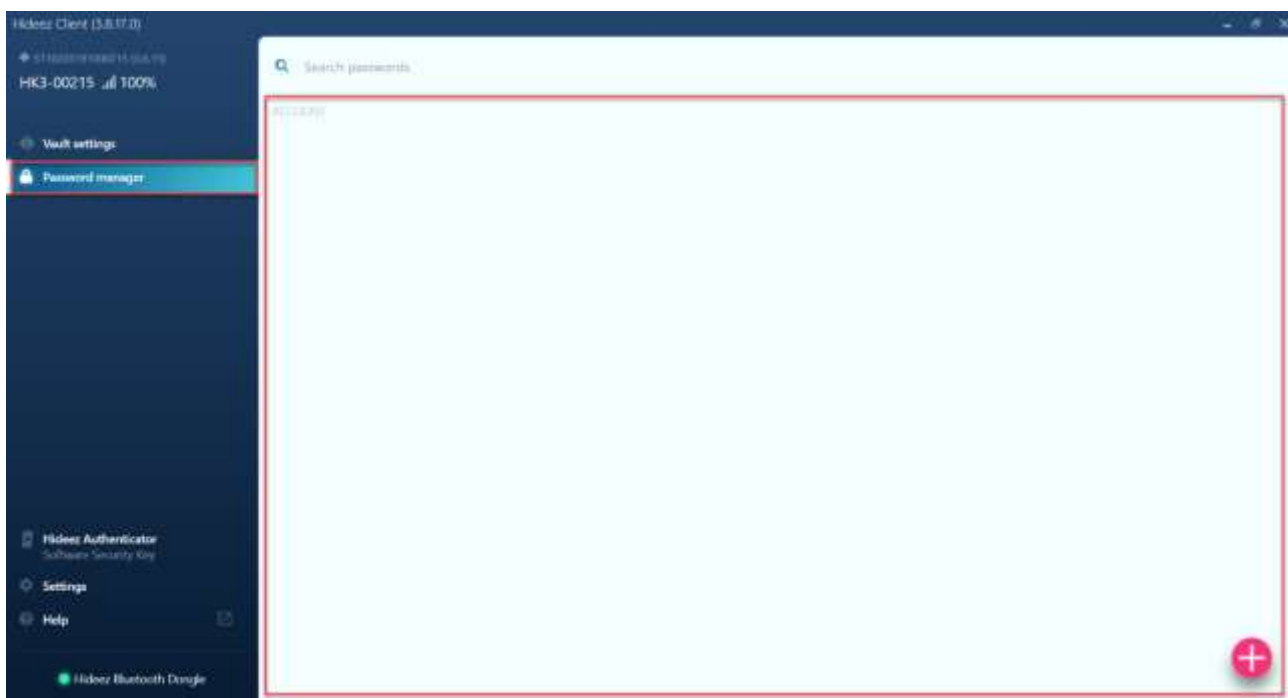 Hideez Client (3.8.17.0)
HK3-00215 100%
Vault settings
Password manager
Search passwords
Hideez Authenticator
Software Security Key
Settings
Help
Hideez Bluetooth Dongle